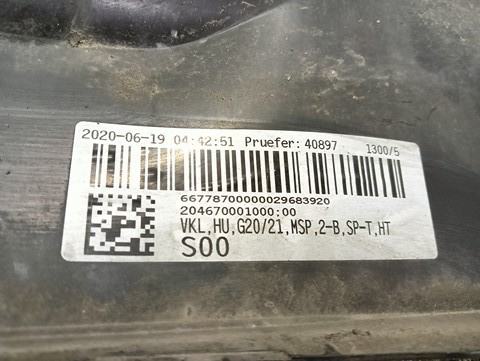 2020-06-19 04:42:51 Pruefer: 40897 1300/5
66778700000029683920
204670001000;00
VKL,HU,G20/21,MSP,2-B,SP-T,HT
S00